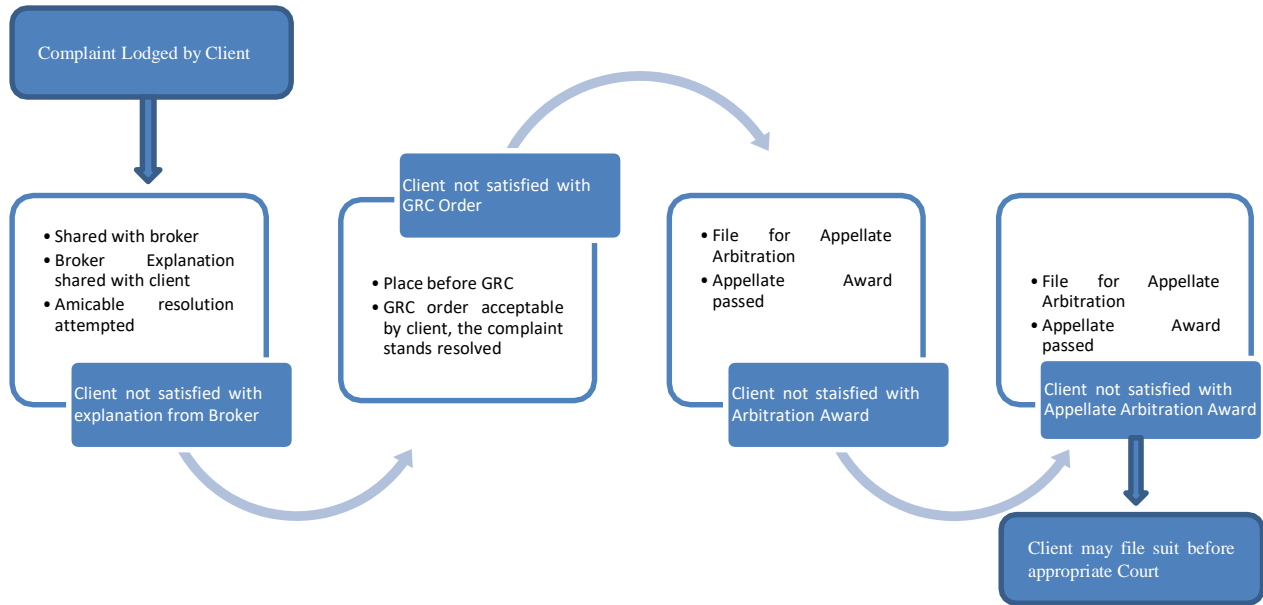 Complaint Lodged by Client
• Shared with broker
• Broker Explanation
shared with client
• Amicable resolution
attempted
Client not satisfied with
explanation from Broker
Client not satisfied with
GRC Order
• Place before GRC
• GRC order acceptable
by client, the complaint
stands resolved
• File for Appellate
Arbitration
• Appellate Award
passed
Client not staisfied with
Arbitration Award
• File for Appellate
Arbitration
• Appellate Award
passed
Client not satisfied with
Appellate Arbitration Award
Client may file suit before
appropriate Court